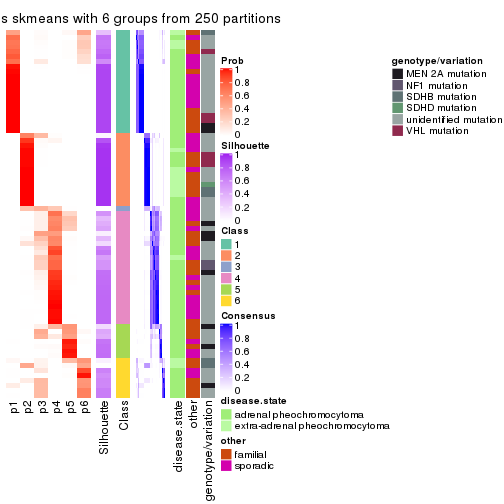 s skmeans with 6 groups from 250 partitions
Prob
1
0.8
0.6
0.4
0.2
0
Silhouette
1
0.8
0.6
0.4
0.2
0
Class
1
2
3
4
5
6
Consensus
1
0.8
0.6
0.4
0.2
0
disease.state
adrenal pheochromocytoma
extra-adrenal pheochromocytoma
other
familial
sporadic
genotype/variation
MEN 2A mutation
NF1 mutation
SDHB mutation
SDHD mutation
unidentified mutation
VHL mutation
p1
p2
p3
p4
p5
p6
Silhouette
Class
disease.state
other
genotype/variation